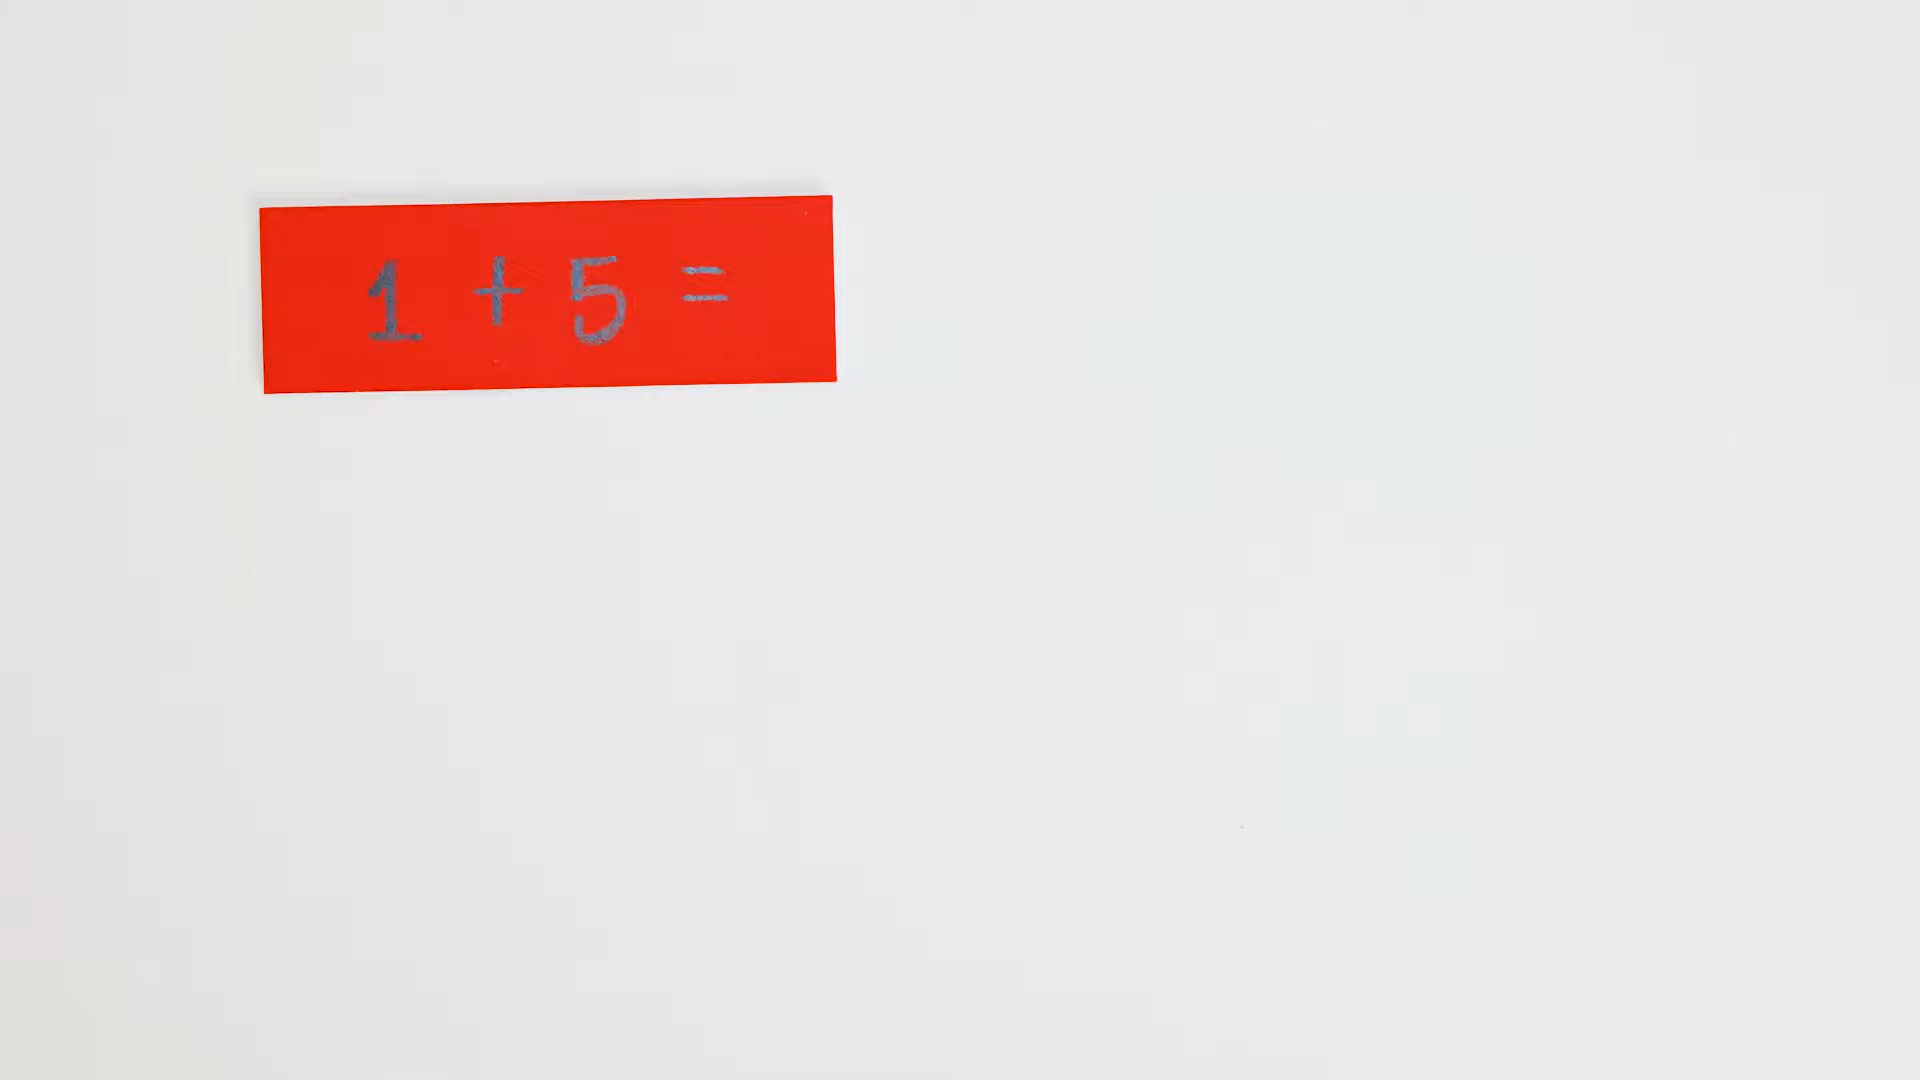 1 + 5 =